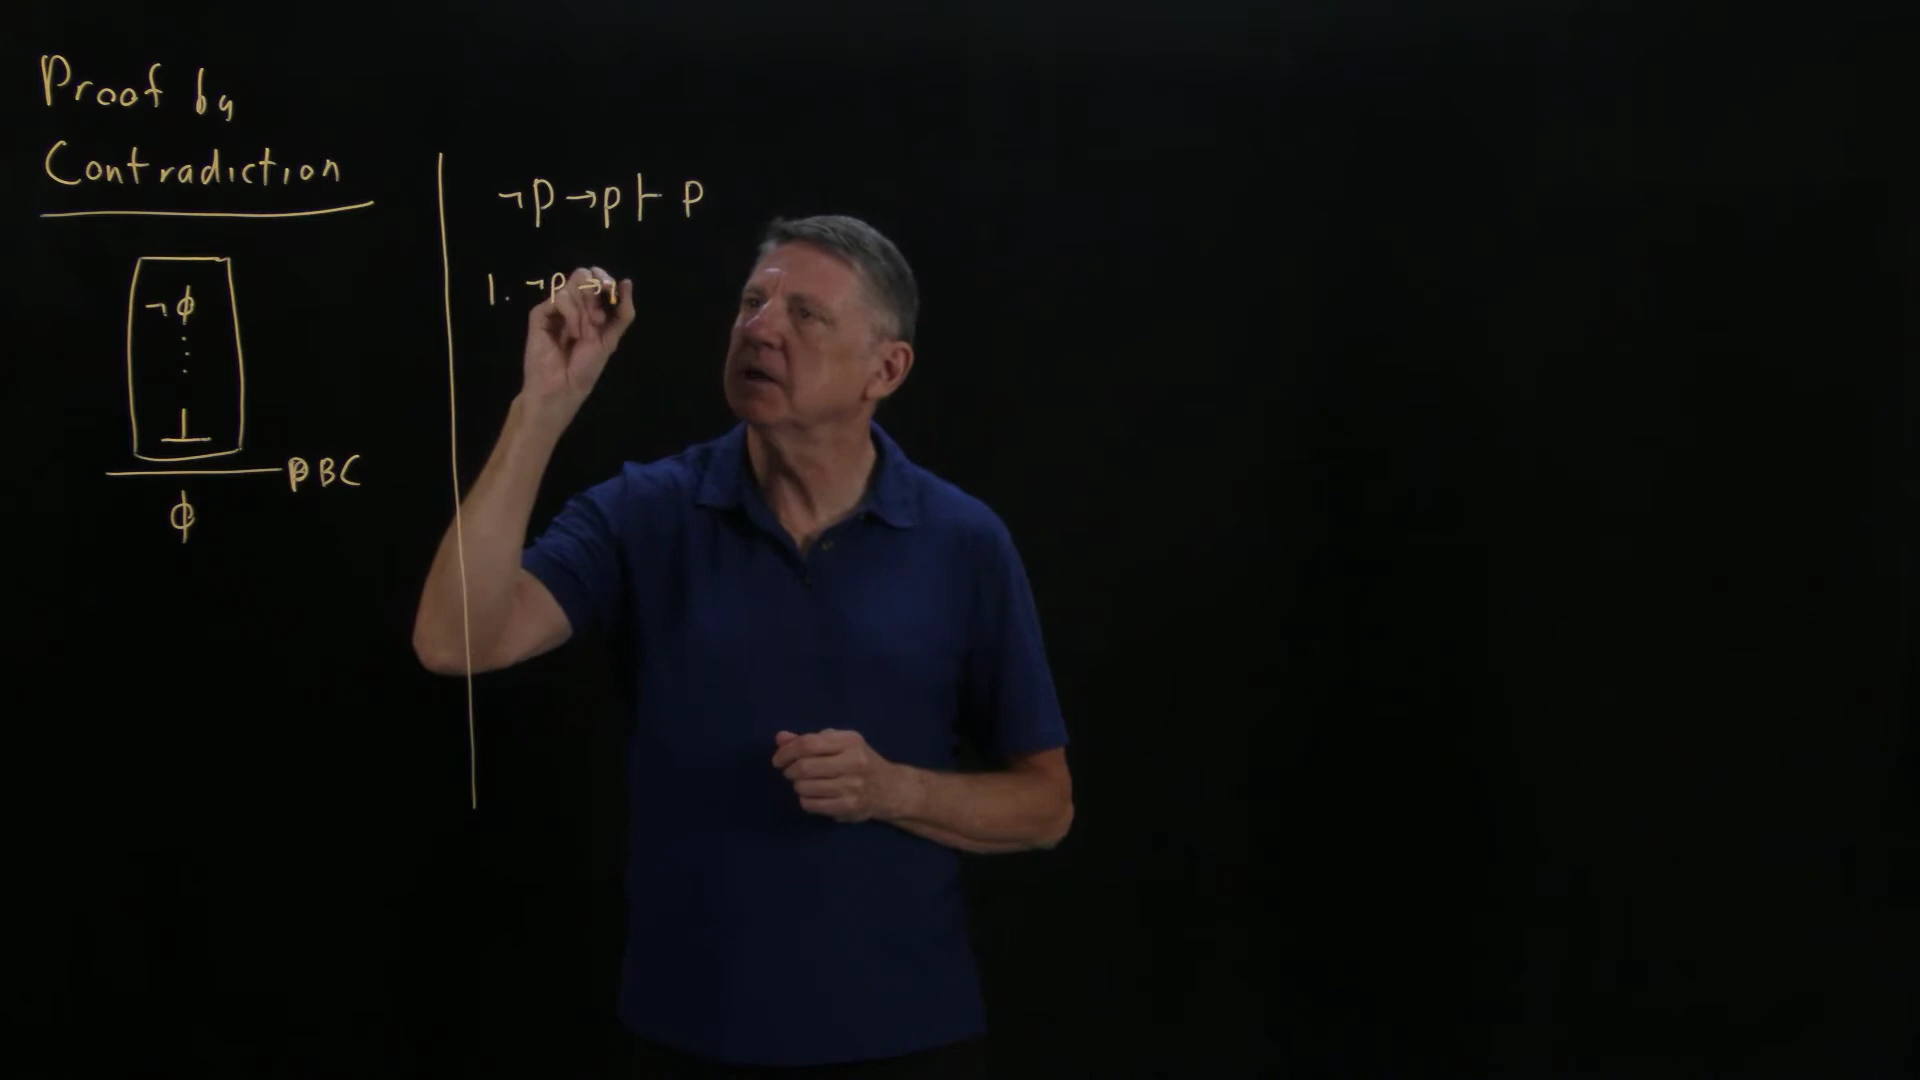 Proof by
Contradiction
¬ϕ
⋮
⊥
PBC
ϕ
¬p → p ⊢ p
1. ¬p →